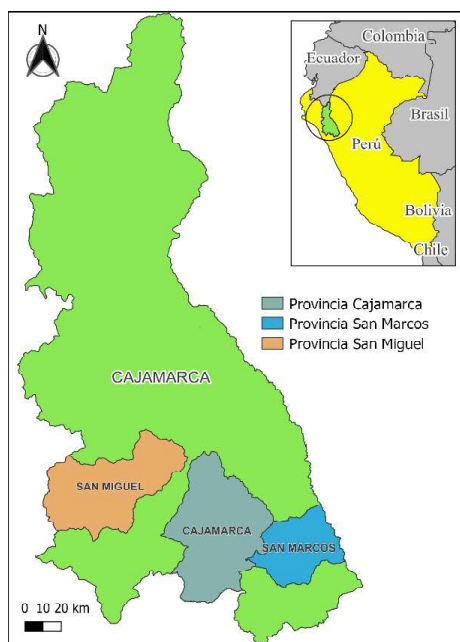 N
Colombia
Ecuador
Brasil
Perú
Bolivia
Chile
Provincia Cajamarca
Provincia San Marcos
Provincia San Miguel
CAJAMARCA
SAN MIGUEL
CAJAMARCA
SAN MARCOS
0 10 20 km